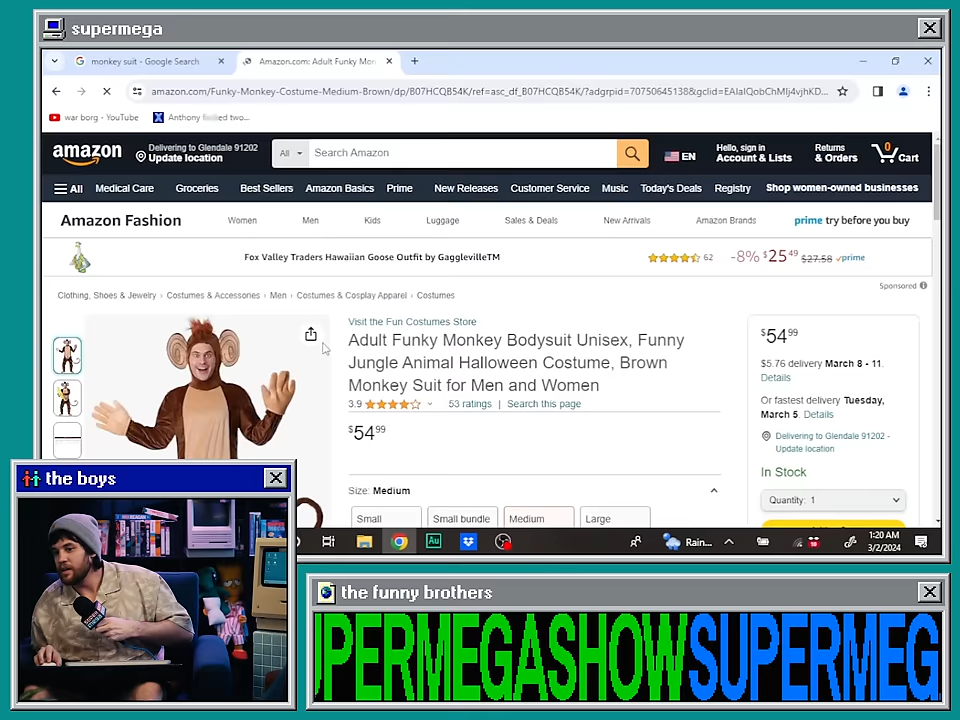 supermega
monkey suit - Google Search
Amazon.com: Adult Funky Mon
amazon.com/Funky-Monkey-Costume-Medium-Brown/dp/B07HCQB54K/ref=asc_df_B07HCQB54K/?adgrpid=70750645138&gclid=EAIaIQobChMIj4vjhKD...
war borg - YouTube
Anthony two...
amazon
Delivering to Glendale 91202
Update location
All
Search Amazon
EN
Hello, sign in
Account & Lists
Returns
& Orders
0
Cart
All
Medical Care
Groceries
Best Sellers
Amazon Basics
Prime
New Releases
Customer Service
Music
Today's Deals
Registry
Shop women-owned businesses
Amazon Fashion
Women
Men
Kids
Luggage
Sales & Deals
New Arrivals
Amazon Brands
prime try before you buy
Fox Valley Traders Hawaiian Goose Outfit by GagglevilleTM
62
-8% $25.49 $27.58 prime
Sponsored
Clothing, Shoes & Jewelry › Costumes & Accessories › Men › Costumes & Cosplay Apparel › Costumes
Visit the Fun Costumes Store
Adult Funky Monkey Bodysuit Unisex, Funny
Jungle Animal Halloween Costume, Brown
Monkey Suit for Men and Women
3.9
53 ratings | Search this page
$54.99
Size: Medium
Small
Small bundle
Medium
Large
$54.99
$5.76 delivery March 8 - 11.
Details
Or fastest delivery Tuesday,
March 5. Details
Delivering to Glendale 91202 -
Update location
In Stock
Quantity: 1
Au
Rain...
1:20 AM
3/2/2024
the boys
the funny brothers
UPERMEGASHOWSUPERMEG